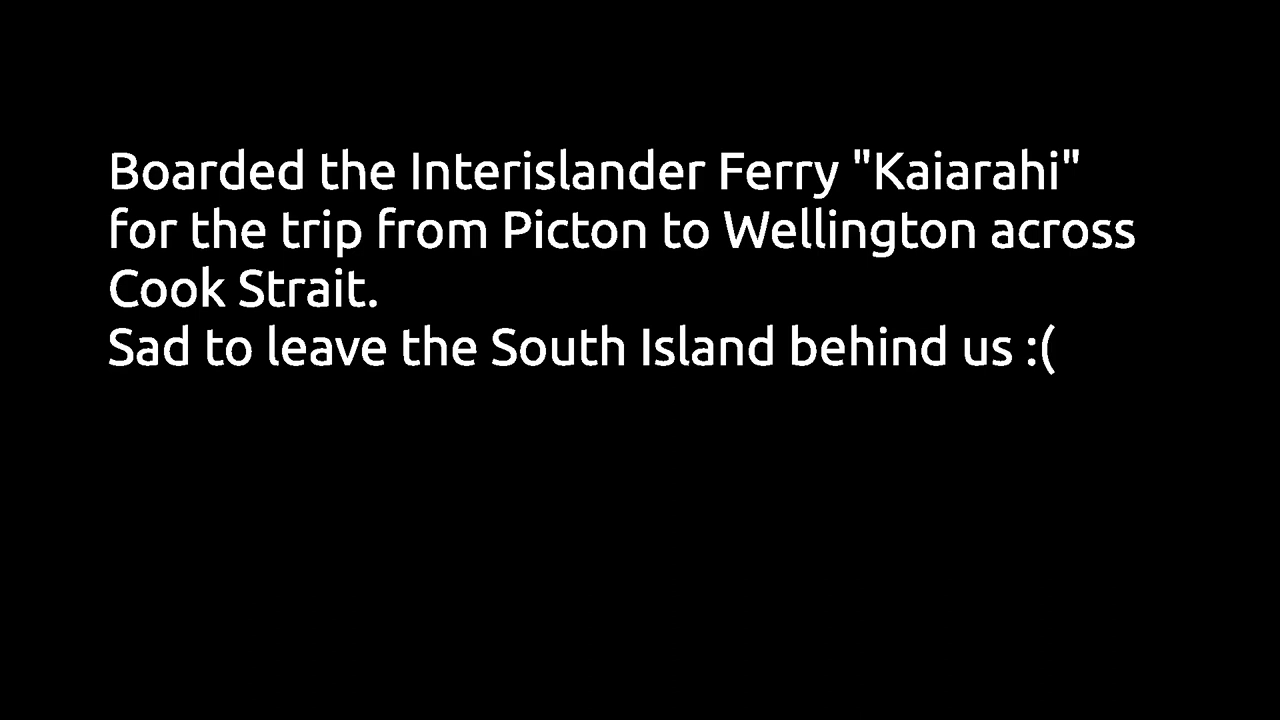 Boarded the Interislander Ferry "Kaiarahi"
for the trip from Picton to Wellington across
Cook Strait.
Sad to leave the South Island behind us :(